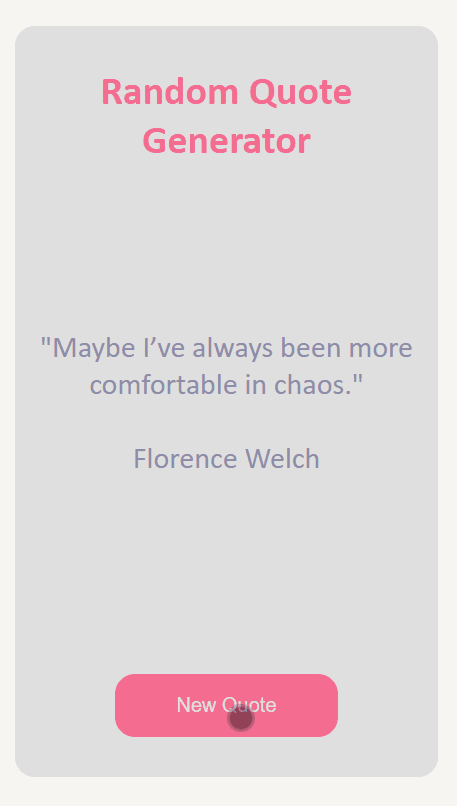 Random Quote
Generator
"Maybe I’ve always been more
comfortable in chaos."
Florence Welch
New Quote